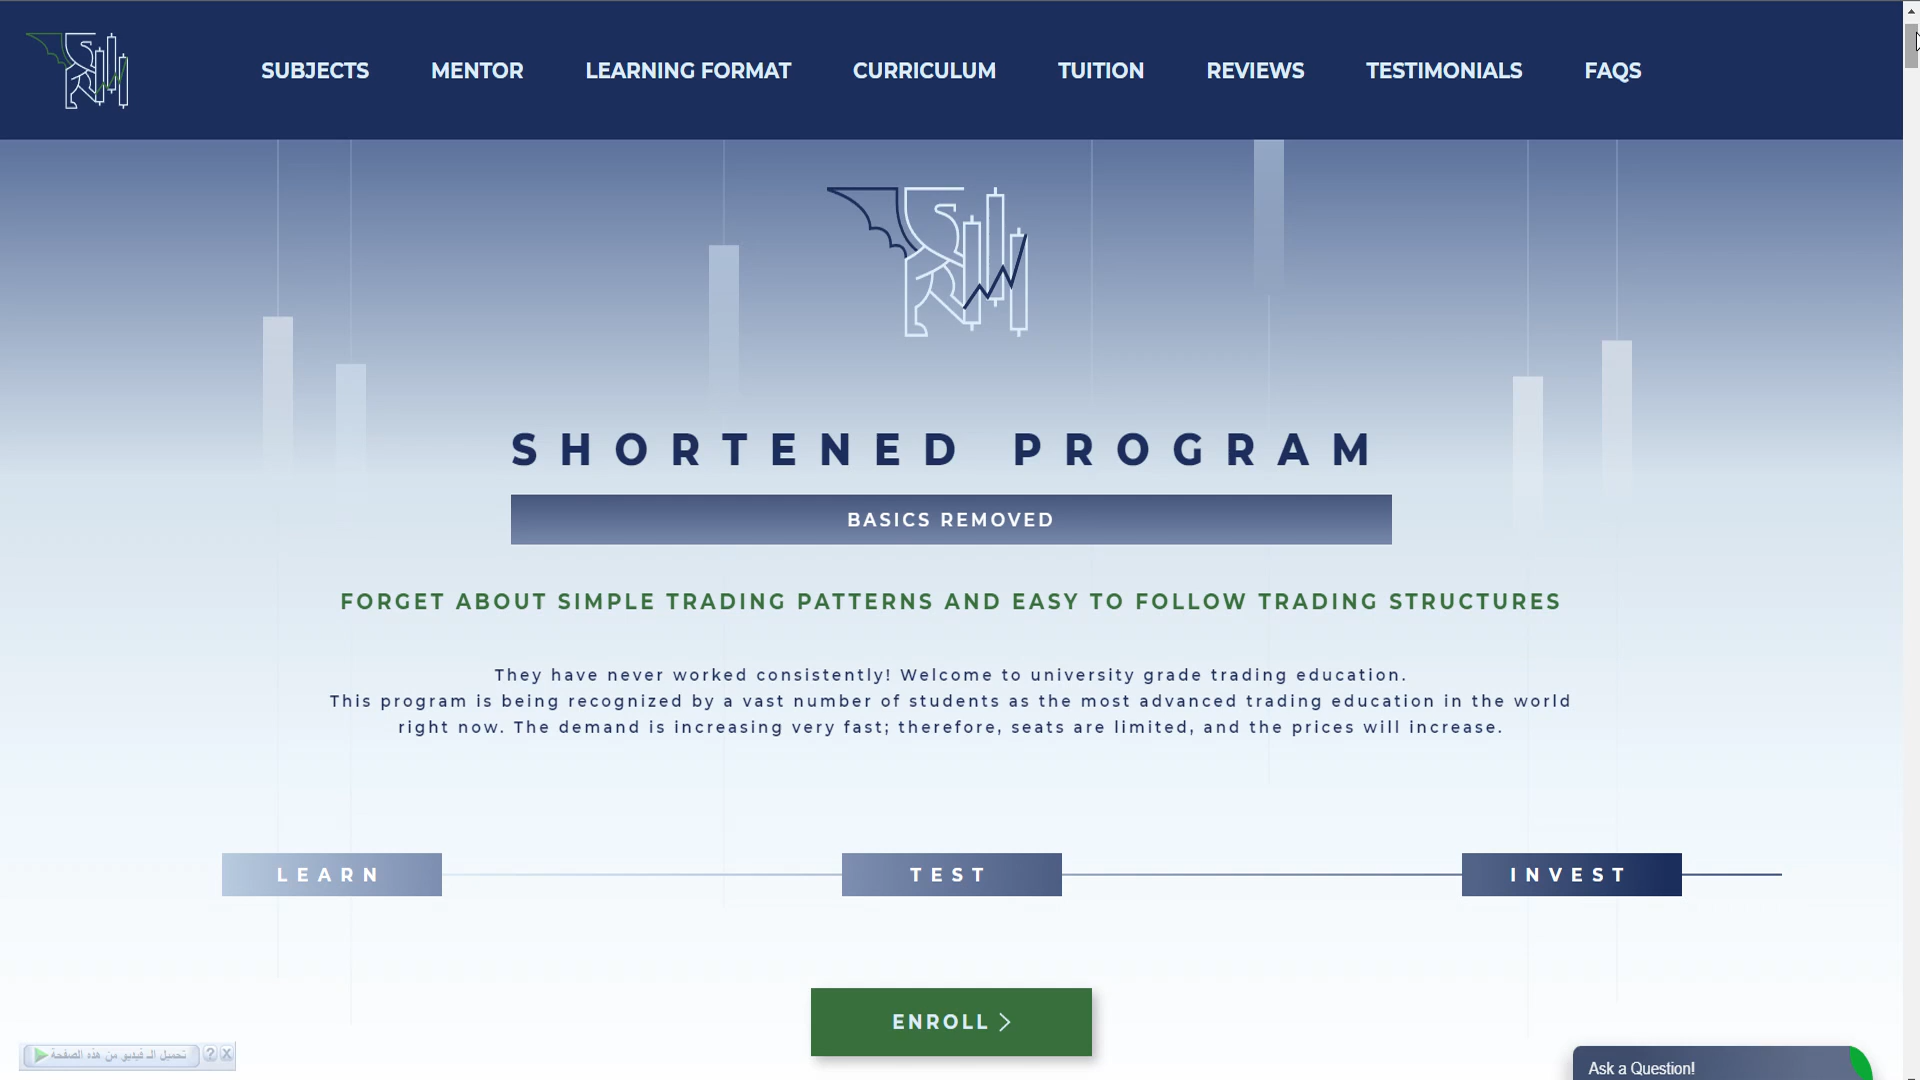 SUBJECTS MENTOR LEARNING FORMAT CURRICULUM TUITION REVIEWS TESTIMONIALS FAQS
SHORTENED PROGRAM
BASICS REMOVED
FORGET ABOUT SIMPLE TRADING PATTERNS AND EASY TO FOLLOW TRADING STRUCTURES
They have never worked consistently! Welcome to university grade trading education.
This program is being recognized by a vast number of students as the most advanced trading education in the world
right now. The demand is increasing very fast; therefore, seats are limited, and the prices will increase.
LEARN TEST INVEST
ENROLL
تحميل الـ فيديو من هذه الصفحة ? X
Ask a Question!